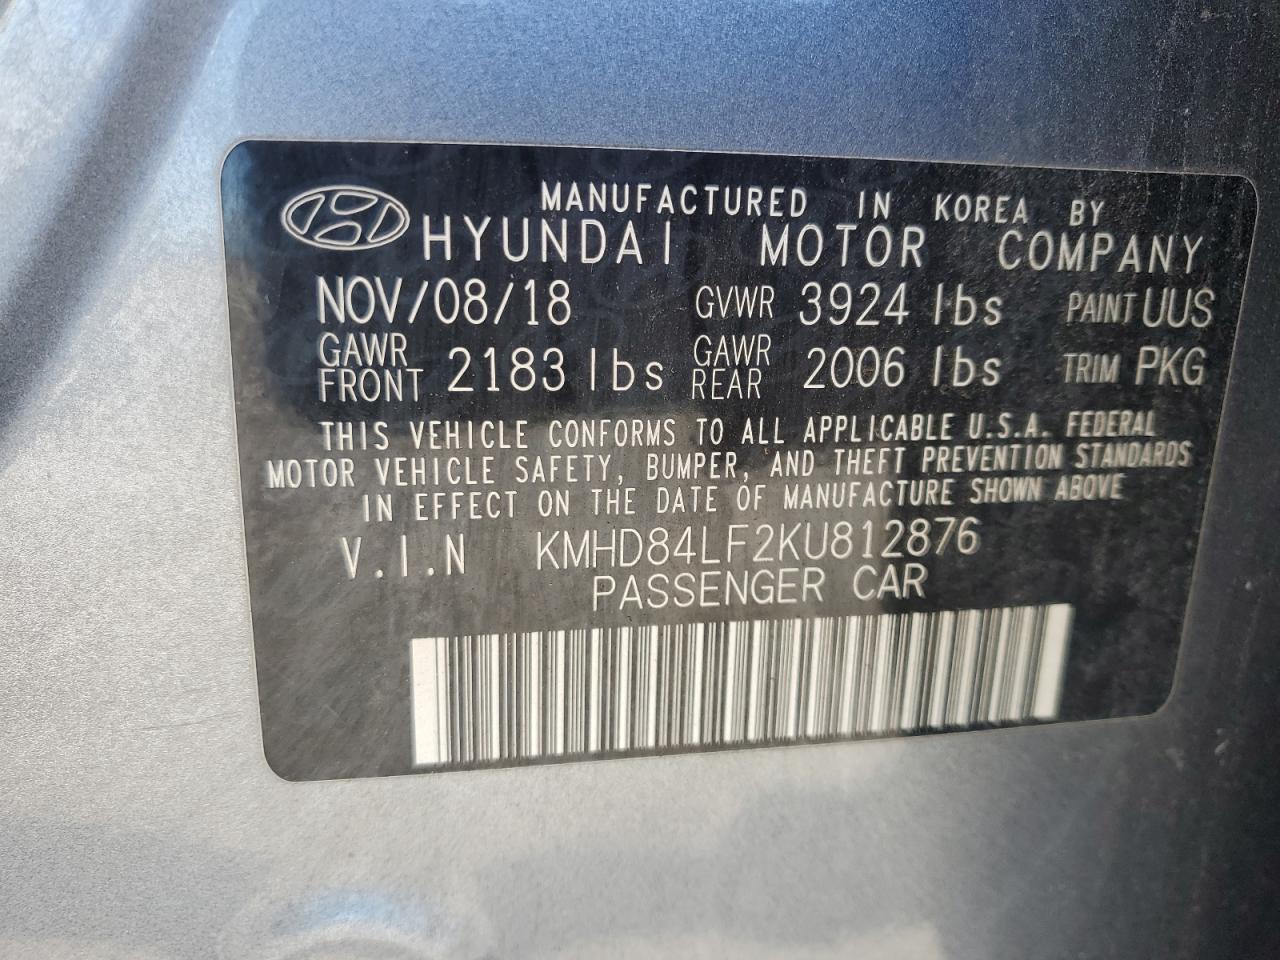 MANUFACTURED IN KOREA BY
HYUNDAI MOTOR COMPANY
NOV/08/18 GVWR 3924 lbs PAINT UUS
GAWR FRONT 2183 lbs GAWR REAR 2006 lbs TRIM PKG
THIS VEHICLE CONFORMS TO ALL APPLICABLE U.S.A. FEDERAL
MOTOR VEHICLE SAFETY, BUMPER, AND THEFT PREVENTION STANDARDS
IN EFFECT ON THE DATE OF MANUFACTURE SHOWN ABOVE
V.I.N KMHD84LF2KU812876
PASSENGER CAR